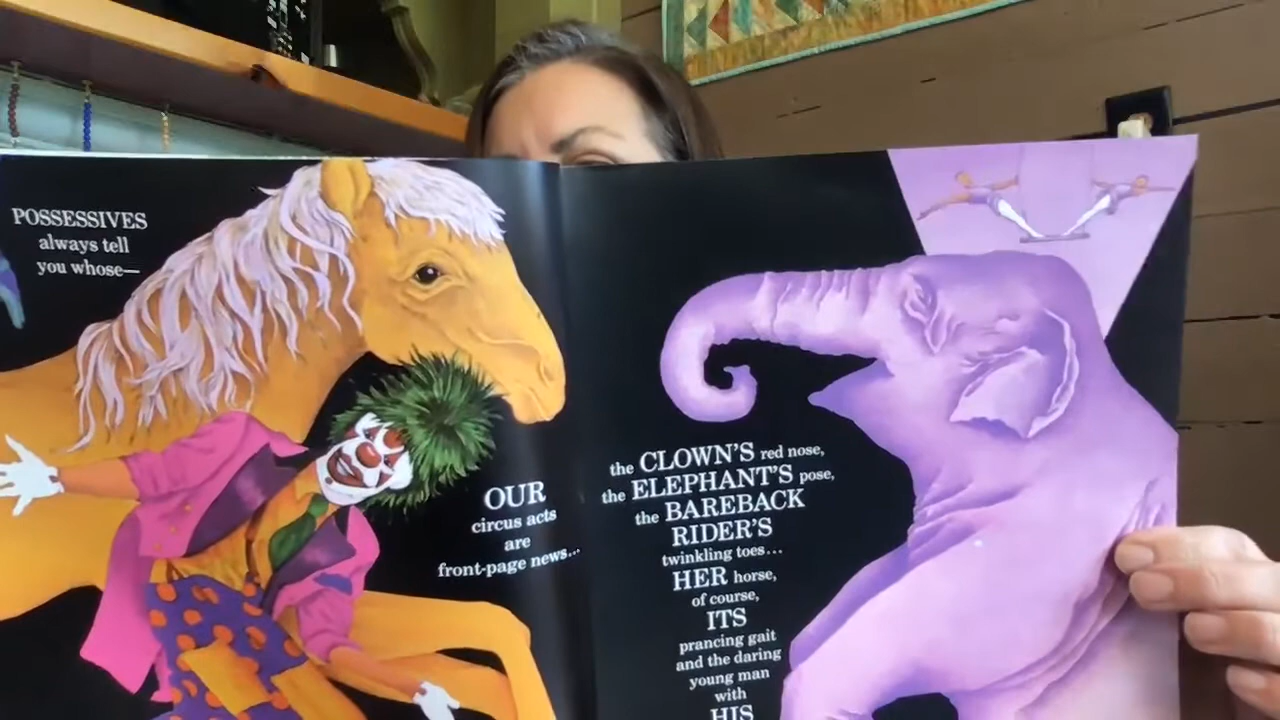 POSSESSIVES
always tell
you whose—
OUR
circus acts
are
front-page news...
the CLOWN'S red nose,
the ELEPHANT'S pose,
the BAREBACK
RIDER'S
twinkling toes...
HER horse,
of course,
ITS
prancing gait
and the daring
young man
with
HIS